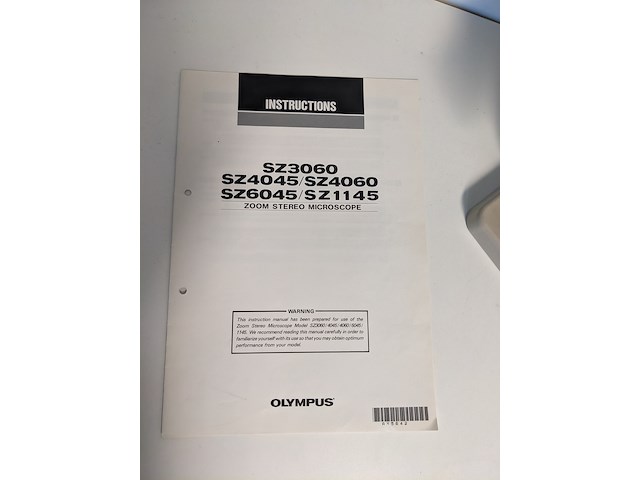 INSTRUCTIONS
SZ3060
SZ4045/SZ4060
SZ6045/SZ1145
ZOOM STEREO MICROSCOPE
WARNING
This instruction manual has been prepared for use of the
Zoom Stereo Microscope Model SZ3060/4045/4060/6045/
1145. We recommend reading this manual carefully in order to
familiarize yourself with its use so that you may obtain optimum
performance from your model.
OLYMPUS